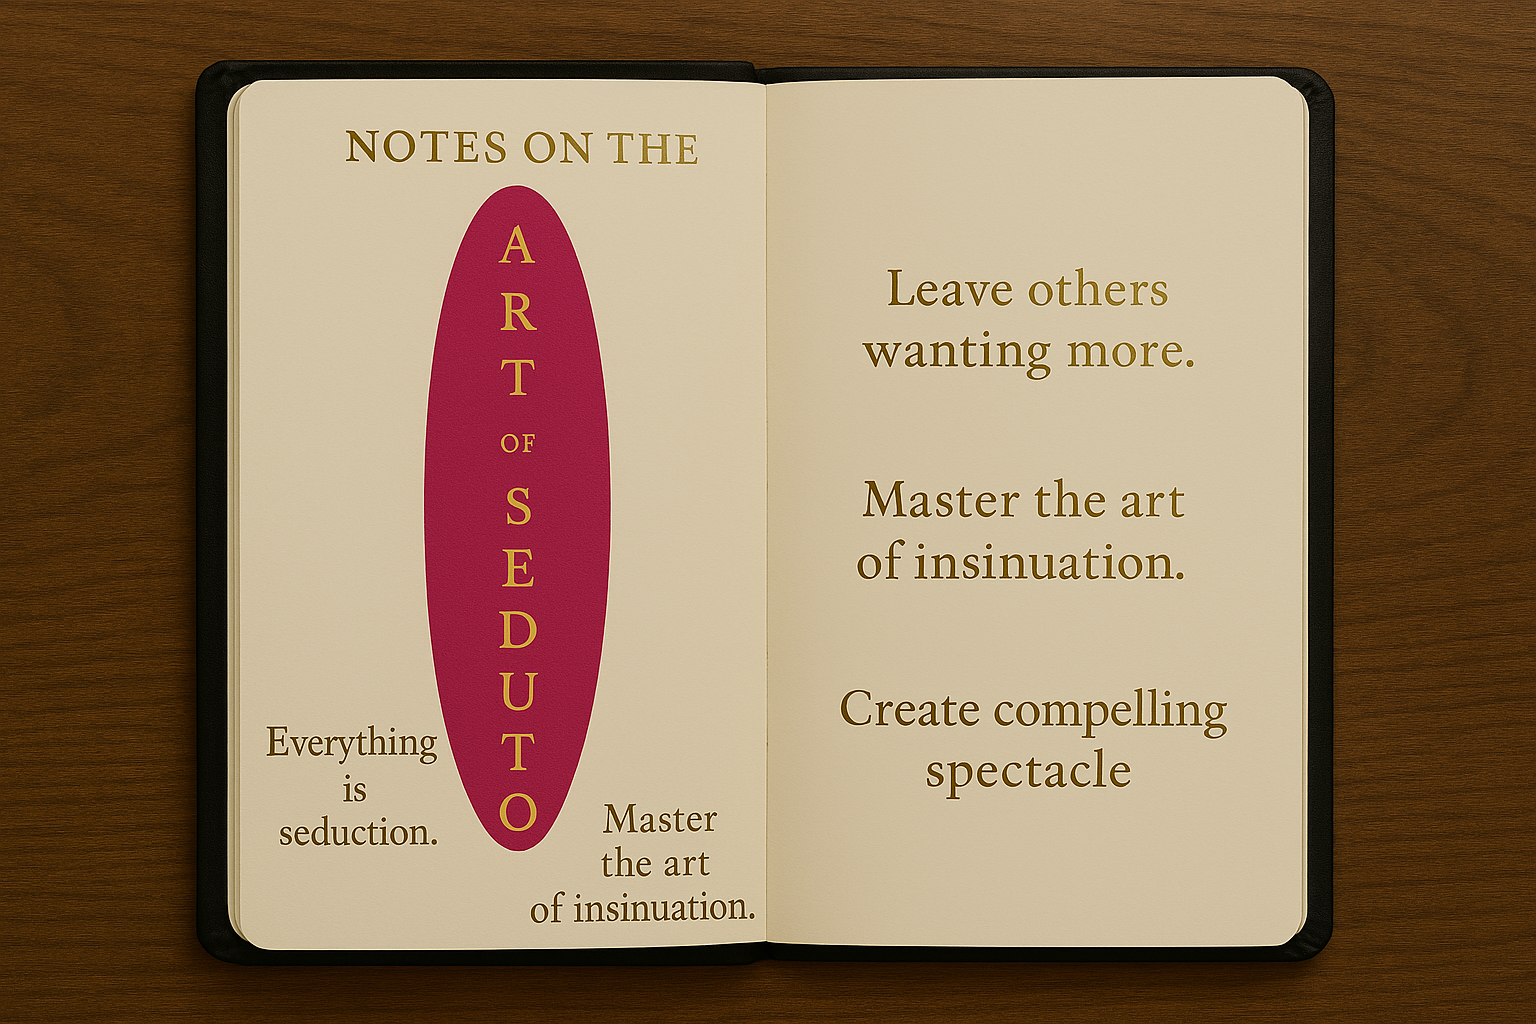 NOTES ON THE
ART OF SEDUTO
Everything
is
seduction.
Master
the art
of insinuation.
Leave others
wanting more.
Master the art
of insinuation.
Create compelling
spectacle